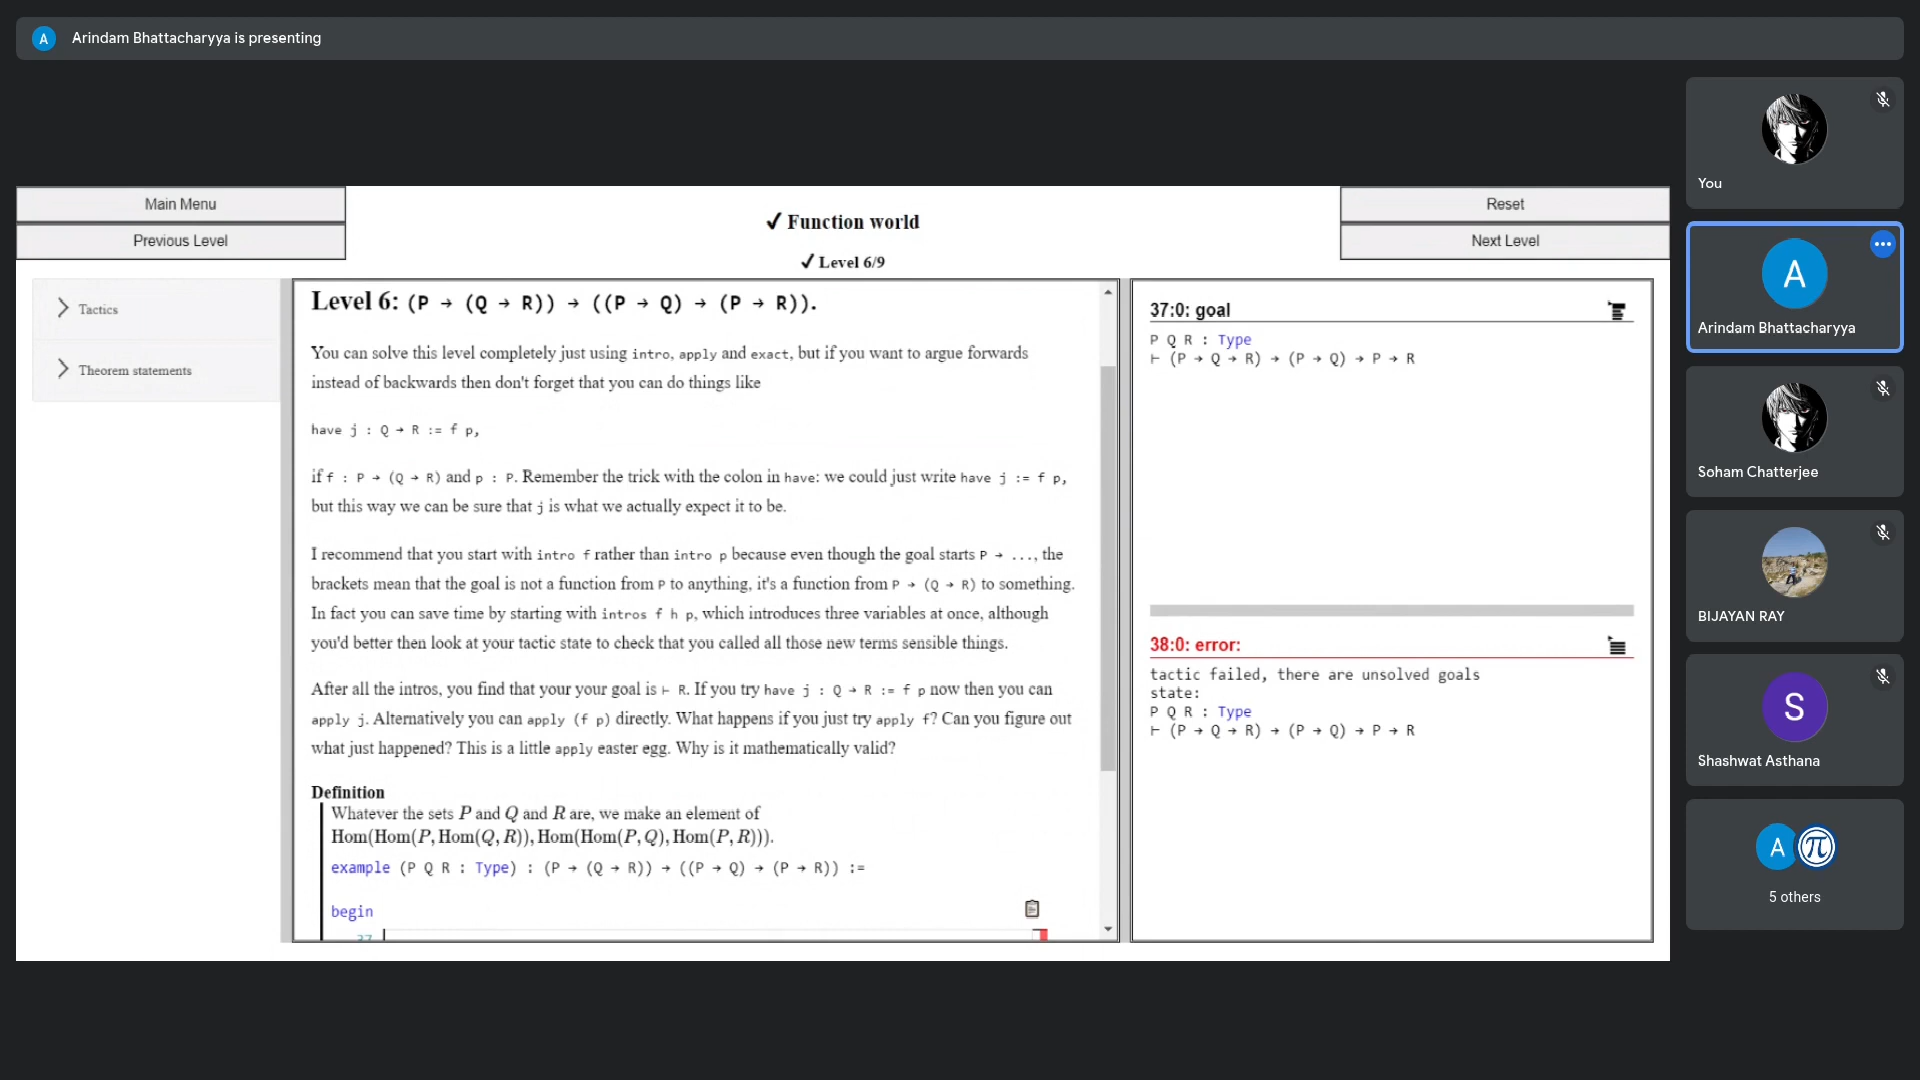 A Arindam Bhattacharyya is presenting
Main Menu
Previous Level
✓ Function world
✓ Level 6/9
Reset
Next Level
Tactics
Theorem statements
Level 6: (P → (Q → R)) → ((P → Q) → (P → R)).
You can solve this level completely just using intro, apply and exact, but if you want to argue forwards
instead of backwards then don't forget that you can do things like
have j : Q → R := f p,
if f : P → (Q → R) and p : P. Remember the trick with the colon in have: we could just write have j := f p,
but this way we can be sure that j is what we actually expect it to be.
I recommend that you start with intro f rather than intro p because even though the goal starts P → ..., the
brackets mean that the goal is not a function from P to anything, it's a function from P → (Q → R) to something.
In fact you can save time by starting with intros f h p, which introduces three variables at once, although
you'd better then look at your tactic state to check that you called all those new terms sensible things.
After all the intros, you find that your your goal is ⊢ R. If you try have j : Q → R := f p now then you can
apply j. Alternatively you can apply (f p) directly. What happens if you just try apply f? Can you figure out
what just happened? This is a little apply easter egg. Why is it mathematically valid?
Definition
Whatever the sets P and Q and R are, we make an element of
Hom(Hom(P, Hom(Q, R)), Hom(Hom(P, Q), Hom(P, R))).
example (P Q R : Type) : (P → (Q → R)) → ((P → Q) → (P → R)) :=
begin
37
37:0: goal
P Q R : Type
⊢ (P → Q → R) → (P → Q) → P → R
38:0: error:
tactic failed, there are unsolved goals
state:
P Q R : Type
⊢ (P → Q → R) → (P → Q) → P → R
You
A
Arindam Bhattacharyya
Soham Chatterjee
BIJAYAN RAY
S
Shashwat Asthana
A π
5 others